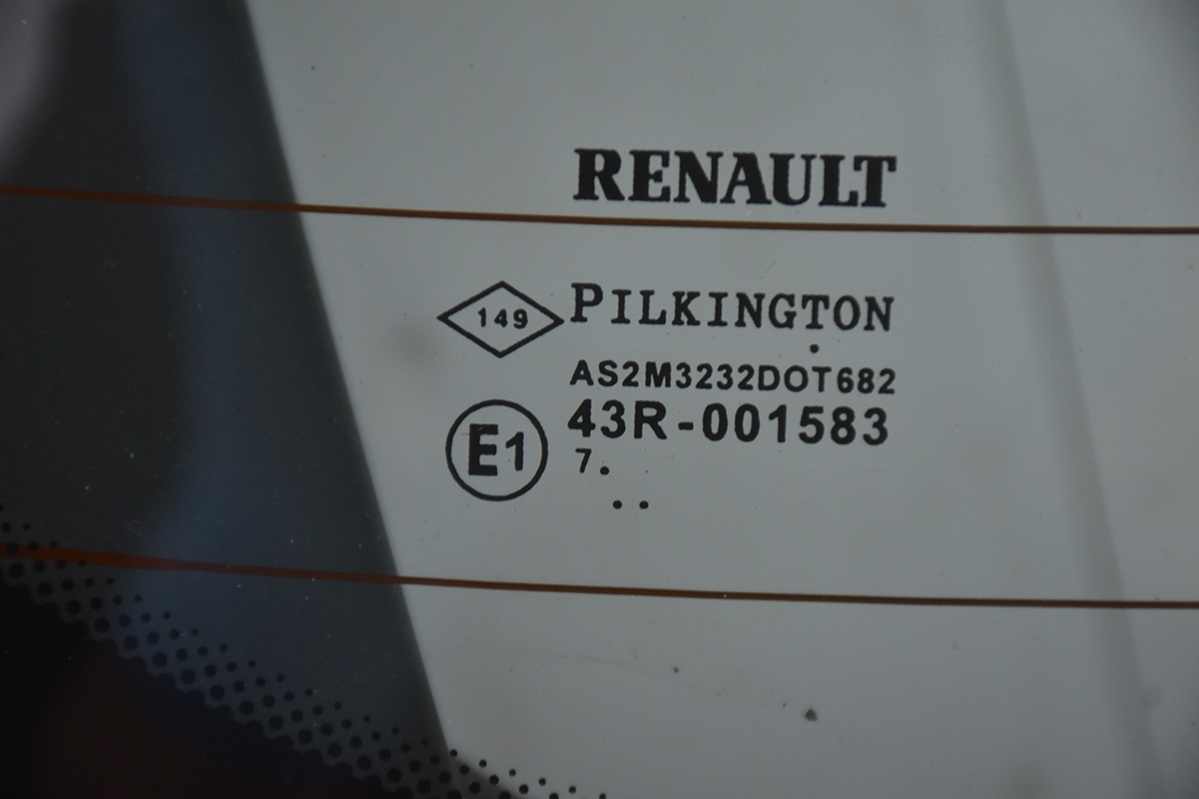 RENAULT
149 PILKINGTON
AS2M3232DOT682
E1 43R-001583
7.
..